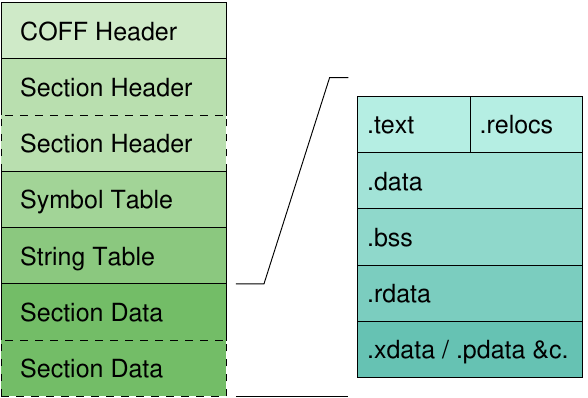 COFF Header
Section Header
Section Header
Symbol Table
String Table
Section Data
Section Data
.text
.relocs
.data
.bss
.rdata
.xdata / .pdata &c.